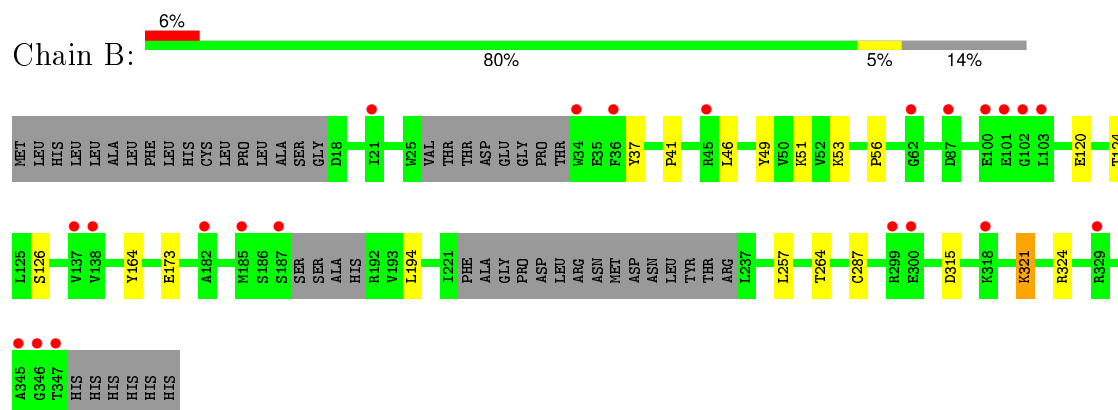 6%
Chain B:
80% 5% 14%
MET LEU HIS LEU LEU ALA LEU PHE LEU HIS CYS LEU PRO LEU ALA SER GLY D18 I21 W25 VAL THR THR ASP GLU GLY PRO THR W34 E35 F36 Y37 P41 R45 L46 Y49 V50 K51 V52 K53 P56 G62 D87 E100 E101 G102 L103 E120 T124
L125 S126 V137 V138 Y164 E173 A182 M185 S186 S187 SER SER ALA HIS R192 V193 L194 I221 PHE ALA GLY PRO ASP LEU ARG ASN MET ASP ASN LEU TYR THR ARG L237 L257 T264 C287 R299 E300 D315 K318 K321 R324 R329
A345 G346 T347 HIS HIS HIS HIS HIS HIS